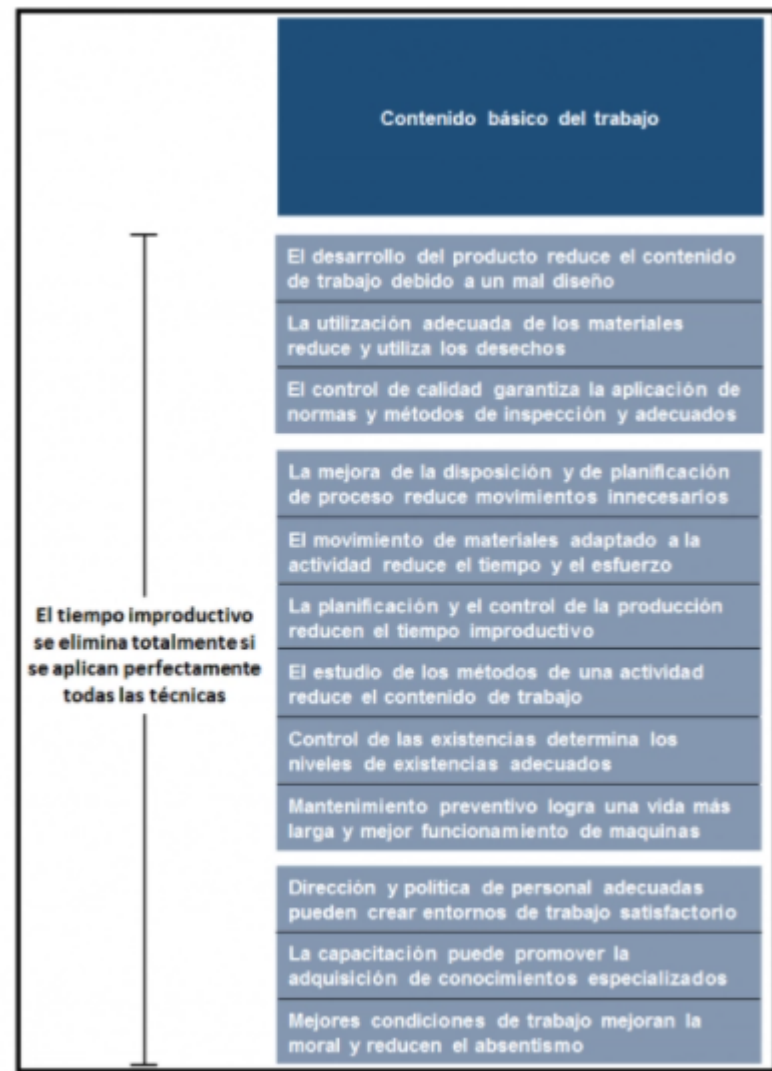 Contenido básico del trabajo
El desarrollo del producto reduce el contenido
de trabajo debido a un mal diseño
La utilización adecuada de los materiales
reduce y utiliza los desechos
El control de calidad garantiza la aplicación de
normas y métodos de inspección y adecuados
La mejora de la disposición y de planificación
de proceso reduce movimientos innecesarios
El movimiento de materiales adaptado a la
actividad reduce el tiempo y el esfuerzo
La planificación y el control de la producción
reducen el tiempo improductivo
El estudio de los métodos de una actividad
reduce el contenido de trabajo
Control de las existencias determina los
niveles de existencias adecuados
Mantenimiento preventivo logra una vida más
larga y mejor funcionamiento de maquinas
Dirección y política de personal adecuadas
pueden crear entornos de trabajo satisfactorio
La capacitación puede promover la
adquisición de conocimientos especializados
Mejores condiciones de trabajo mejoran la
moral y reducen el absentismo
El tiempo improductivo
se elimina totalmente si
se aplican perfectamente
todas las técnicas